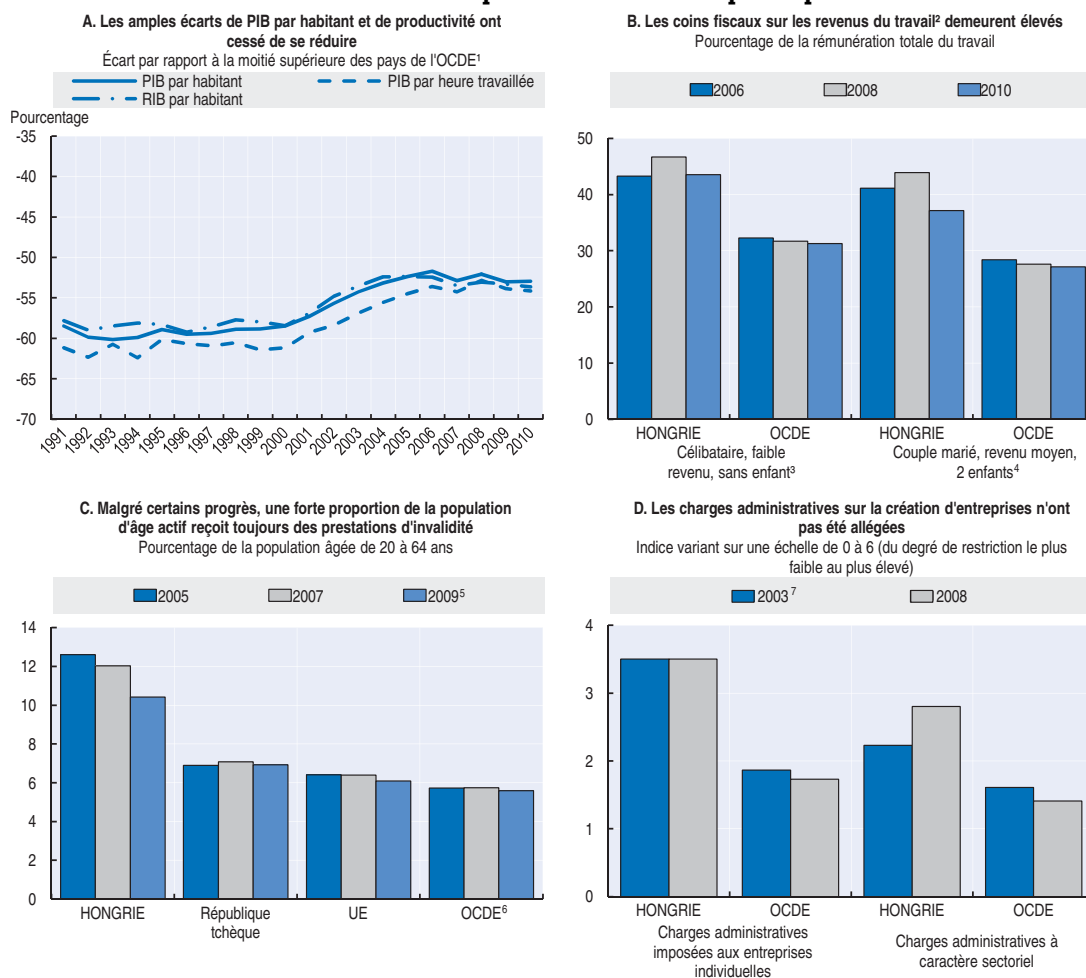 A. Les amples écarts de PIB par habitant et de productivité ont
cessé de se réduire
Écart par rapport à la moitié supérieure des pays de l'OCDE¹
PIB par habitant
PIB par heure travaillée
RIB par habitant
Pourcentage
-35
-40
-45
-50
-55
-60
-65
-70
1991 1992 1993 1994 1995 1996 1997 1998 1999 2000 2001 2002 2003 2004 2005 2006 2007 2008 2009 2010
B. Les coins fiscaux sur les revenus du travail² demeurent élevés
Pourcentage de la rémunération totale du travail
2006 2008 2010
50
40
30
20
10
0
HONGRIE OCDE HONGRIE OCDE
Célibataire, faible
revenu, sans enfant³
Couple marié, revenu moyen,
2 enfants⁴
C. Malgré certains progrès, une forte proportion de la population
d'âge actif reçoit toujours des prestations d'invalidité
Pourcentage de la population âgée de 20 à 64 ans
2005 2007 2009⁵
14
12
10
8
6
4
2
0
HONGRIE République UE OCDE⁶
tchèque
D. Les charges administratives sur la création d'entreprises n'ont
pas été allégées
Indice variant sur une échelle de 0 à 6 (du degré de restriction le plus
faible au plus élevé)
2003⁷ 2008
4
3
2
1
0
HONGRIE OCDE HONGRIE OCDE
Charges administratives
imposées aux entreprises
individuelles
Charges administratives à
caractère sectoriel